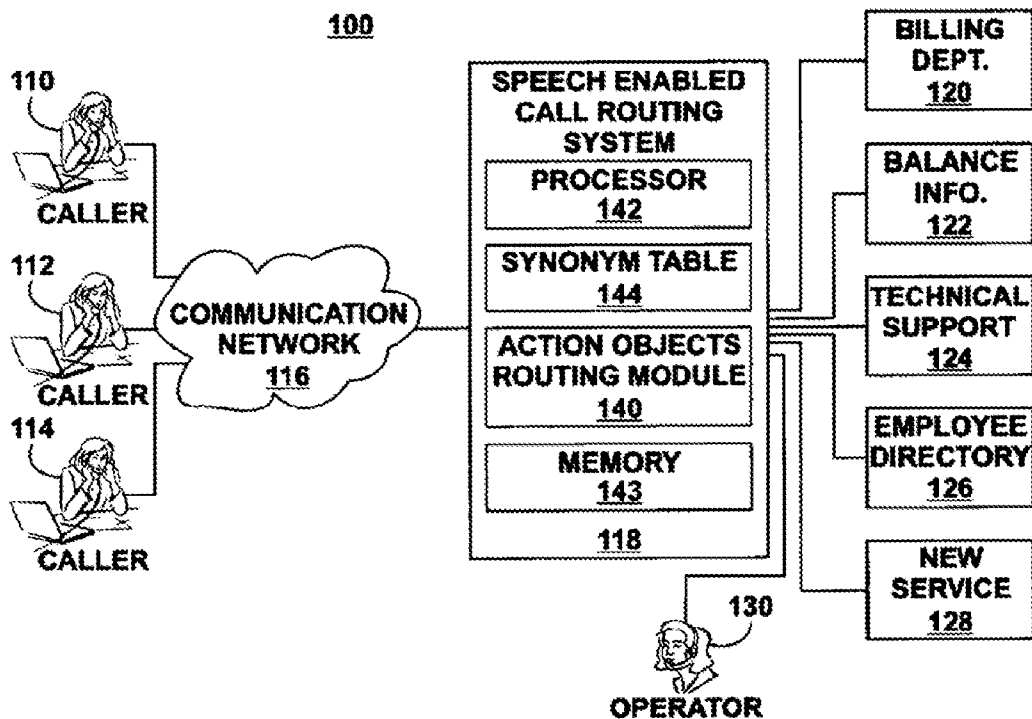 100
110
CALLER
112
CALLER
114
CALLER
COMMUNICATION
NETWORK
116
SPEECH ENABLED
CALL ROUTING
SYSTEM
PROCESSOR
142
SYNONYM TABLE
144
ACTION OBJECTS
ROUTING MODULE
140
MEMORY
143
118
130
OPERATOR
BILLING
DEPT.
120
BALANCE
INFO.
122
TECHNICAL
SUPPORT
124
EMPLOYEE
DIRECTORY
126
NEW
SERVICE
128